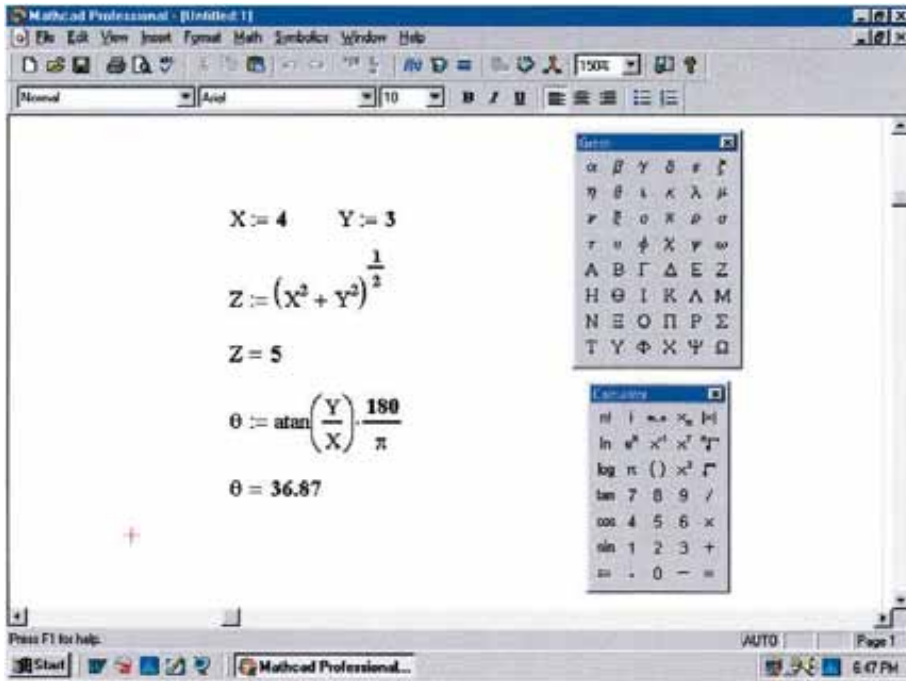 Mathcad Professional - [Untitled:1]
File Edit View Insert Format Math Symbolics Window Help
150%
Normal Arial 10 B I U
X := 4 Y := 3
Z := (X² + Y²)^(1/2)
Z = 5
θ := atan(Y/X)·180/π
θ = 36.87
Greek
α β γ δ ε ζ
η θ ι κ λ μ
ν ξ ο π ρ σ
τ υ φ χ ψ ω
Α Β Γ Δ Ε Ζ
Η Θ Ι Κ Λ Μ
Ν Ξ Ο Π Ρ Σ
Τ Υ Φ Χ Ψ Ω
Calculator
n! i |x|
ln eˣ x⁻¹ xʸ
log π () x² √
tan 7 8 9 /
cos 4 5 6 ×
sin 1 2 3 +
:= . 0 − =
Press F1 for help. AUTO Page 1
Start Mathcad Professional... 6:47 PM